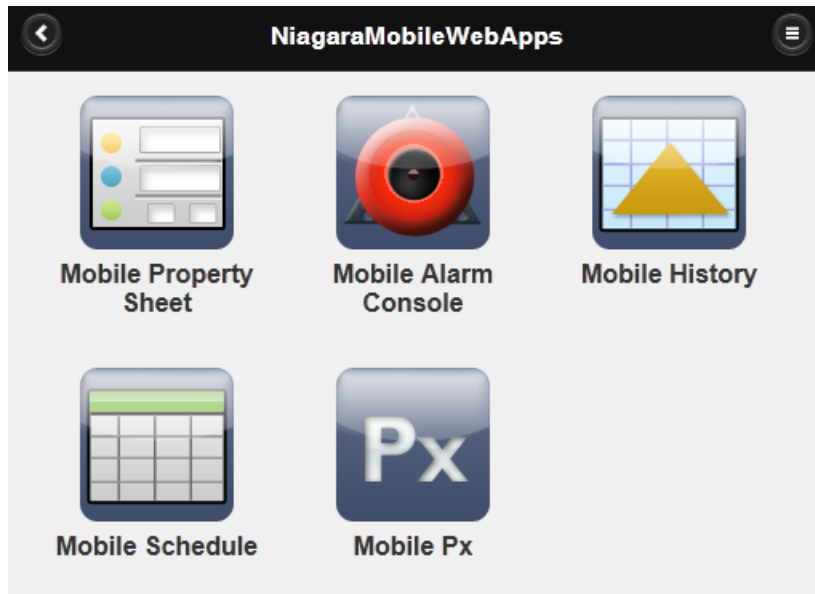 NiagaraMobileWebApps
Mobile Property
Sheet
Mobile Alarm
Console
Mobile History
Px
Mobile Schedule
Mobile Px